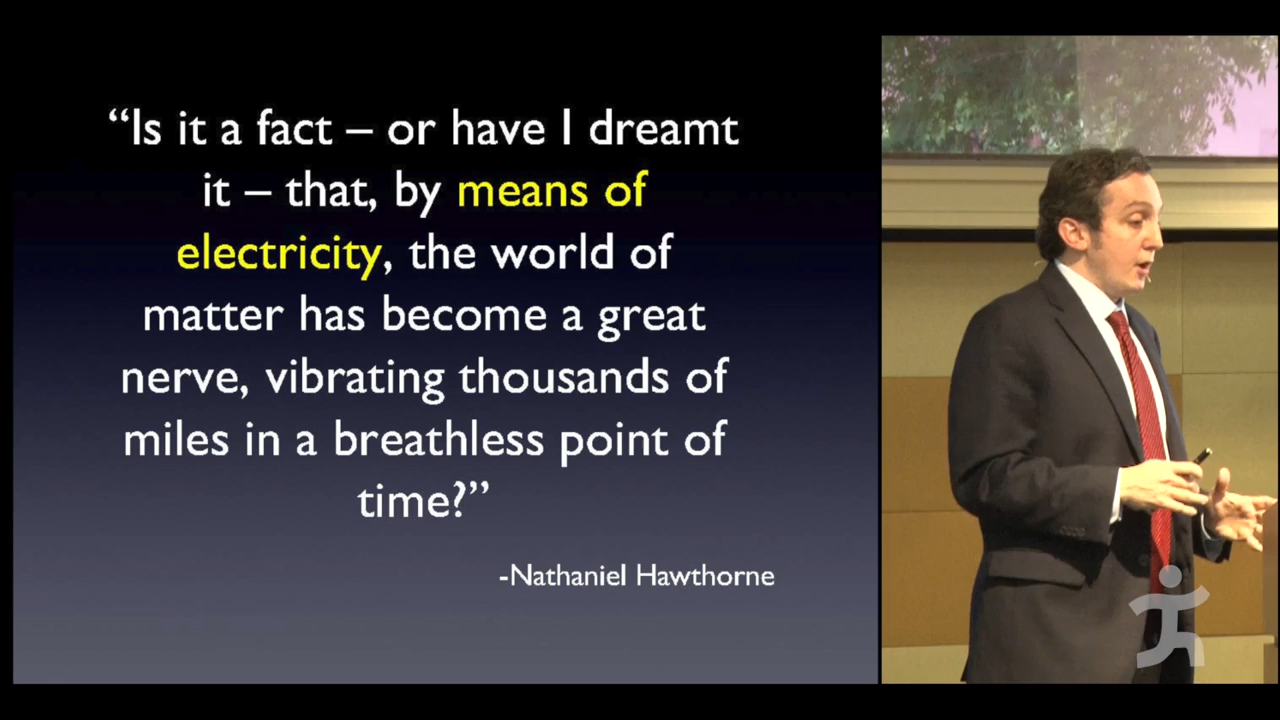 “Is it a fact – or have I dreamt
it – that, by means of
electricity, the world of
matter has become a great
nerve, vibrating thousands of
miles in a breathless point of
time?”
-Nathaniel Hawthorne